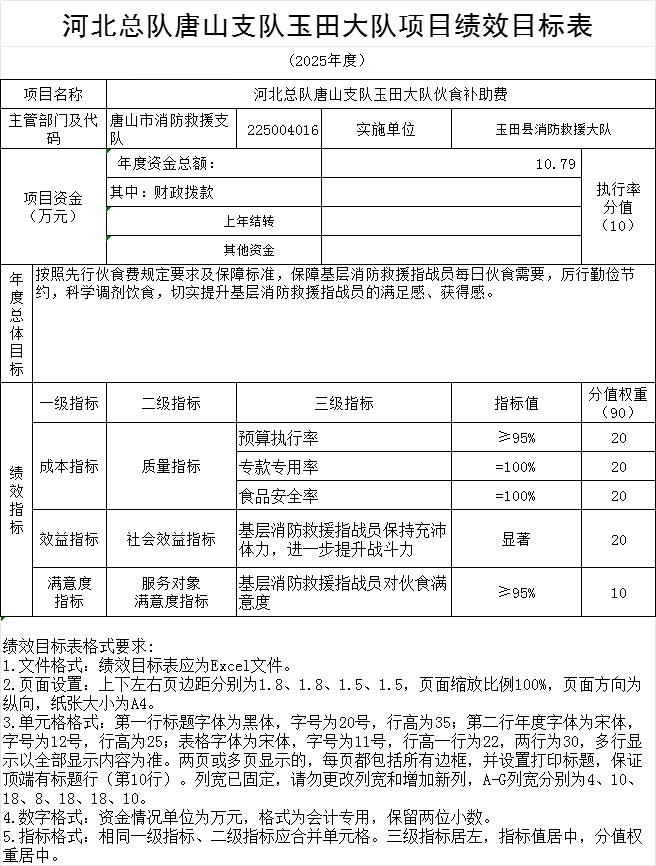 河北总队唐山支队玉田大队项目绩效目标表
（2025年度）
项目名称
河北总队唐山支队玉田大队伙食补助费
主管部门及代
码
唐山市消防救援支
队
225004016
实施单位
玉田县消防救援大队
项目资金
（万元）
年度资金总额：
10.79
执行率
分值
（10）
其中：财政拨款
上年结转
其他资金
年度总体目标
按照先行伙食费规定要求及保障标准，保障基层消防救援指战员每日伙食需要，厉行勤俭节
约，科学调剂饮食，切实提升基层消防救援指战员的满足感、获得感。
绩效指标
一级指标
二级指标
三级指标
指标值
分值权重
（90）
成本指标
质量指标
预算执行率
≥95%
20
专款专用率
=100%
20
食品安全率
=100%
20
效益指标
社会效益指标
基层消防救援指战员保持充沛
体力，进一步提升战斗力
显著
20
满意度
指标
服务对象
满意度指标
基层消防救援指战员对伙食满
意度
≥95%
10
绩效目标表格式要求:
1.文件格式：绩效目标表应为Excel文件。
2.页面设置：上下左右页边距分别为1.8、1.8、1.5、1.5，页面缩放比例100%，页面方向为
纵向，纸张大小为A4。
3.单元格格式：第一行标题字体为黑体，字号为20号，行高为35；第二行年度字体为宋体，
字号为12号，行高为25；表格字体为宋体，字号为11号，行高一行为22，两行为30，多行显
示以全部显示内容为准。两页或多页显示的，每页都包括所有边框，并设置打印标题，保证
顶端有标题行（第10行）。列宽已固定，请勿更改列宽和增加新列，A-G列宽分别为4、10、
18、8、18、18、10。
4.数字格式：资金情况单位为万元，格式为会计专用，保留两位小数。
5.指标格式：相同一级指标、二级指标应合并单元格。三级指标居左，指标值居中，分值权
重居中。